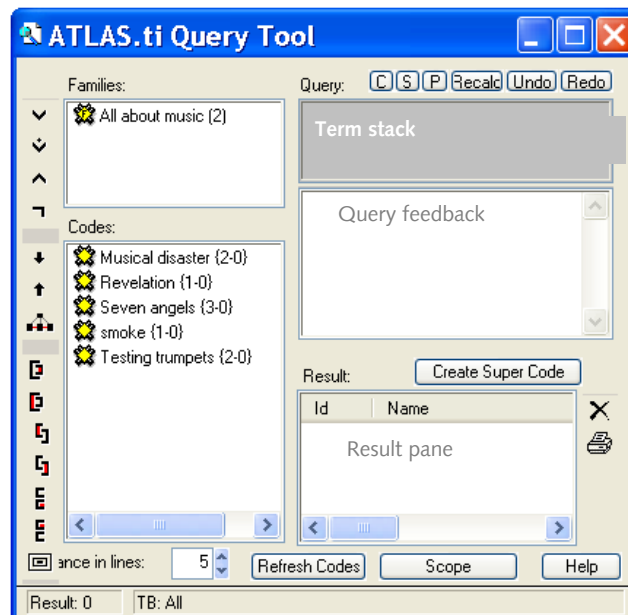 ATLAS.ti Query Tool
Families:
All about music (2)
Query:
C S P Recalc Undo Redo
Term stack
Query feedback
Codes:
Musical disaster {2-0}
Revelation {1-0}
Seven angels {3-0}
smoke {1-0}
Testing trumpets {2-0}
Result:
Create Super Code
Id Name
Result pane
ance in lines: 5
Refresh Codes Scope Help
Result: 0 TB: All